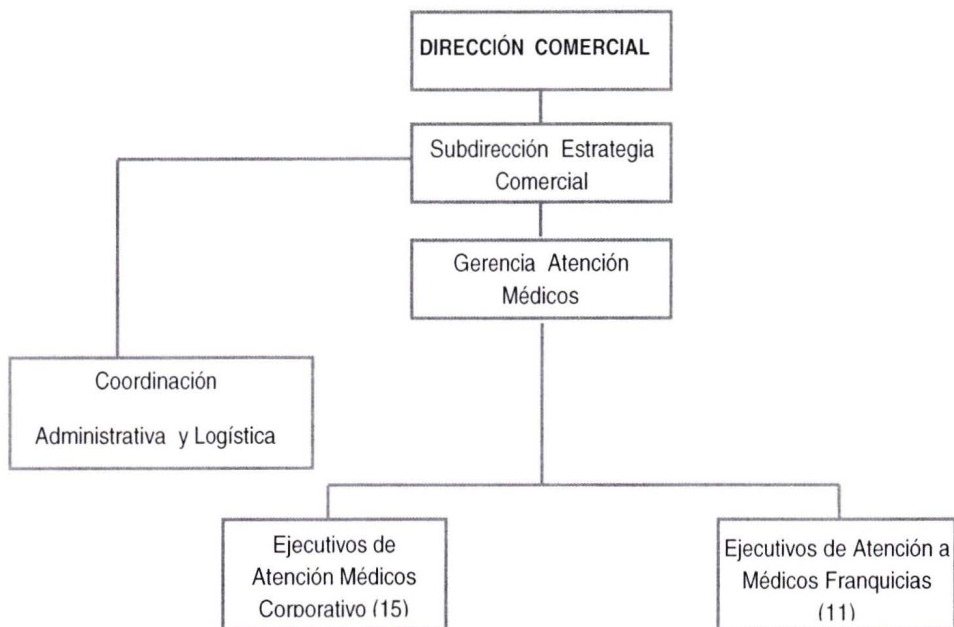 DIRECCIÓN COMERCIAL
Subdirección Estrategia
Comercial
Gerencia Atención
Médicos
Coordinación
Administrativa y Logística
Ejecutivos de
Atención Médicos
Corporativo (15)
Ejecutivos de Atención a
Médicos Franquicias
(11)